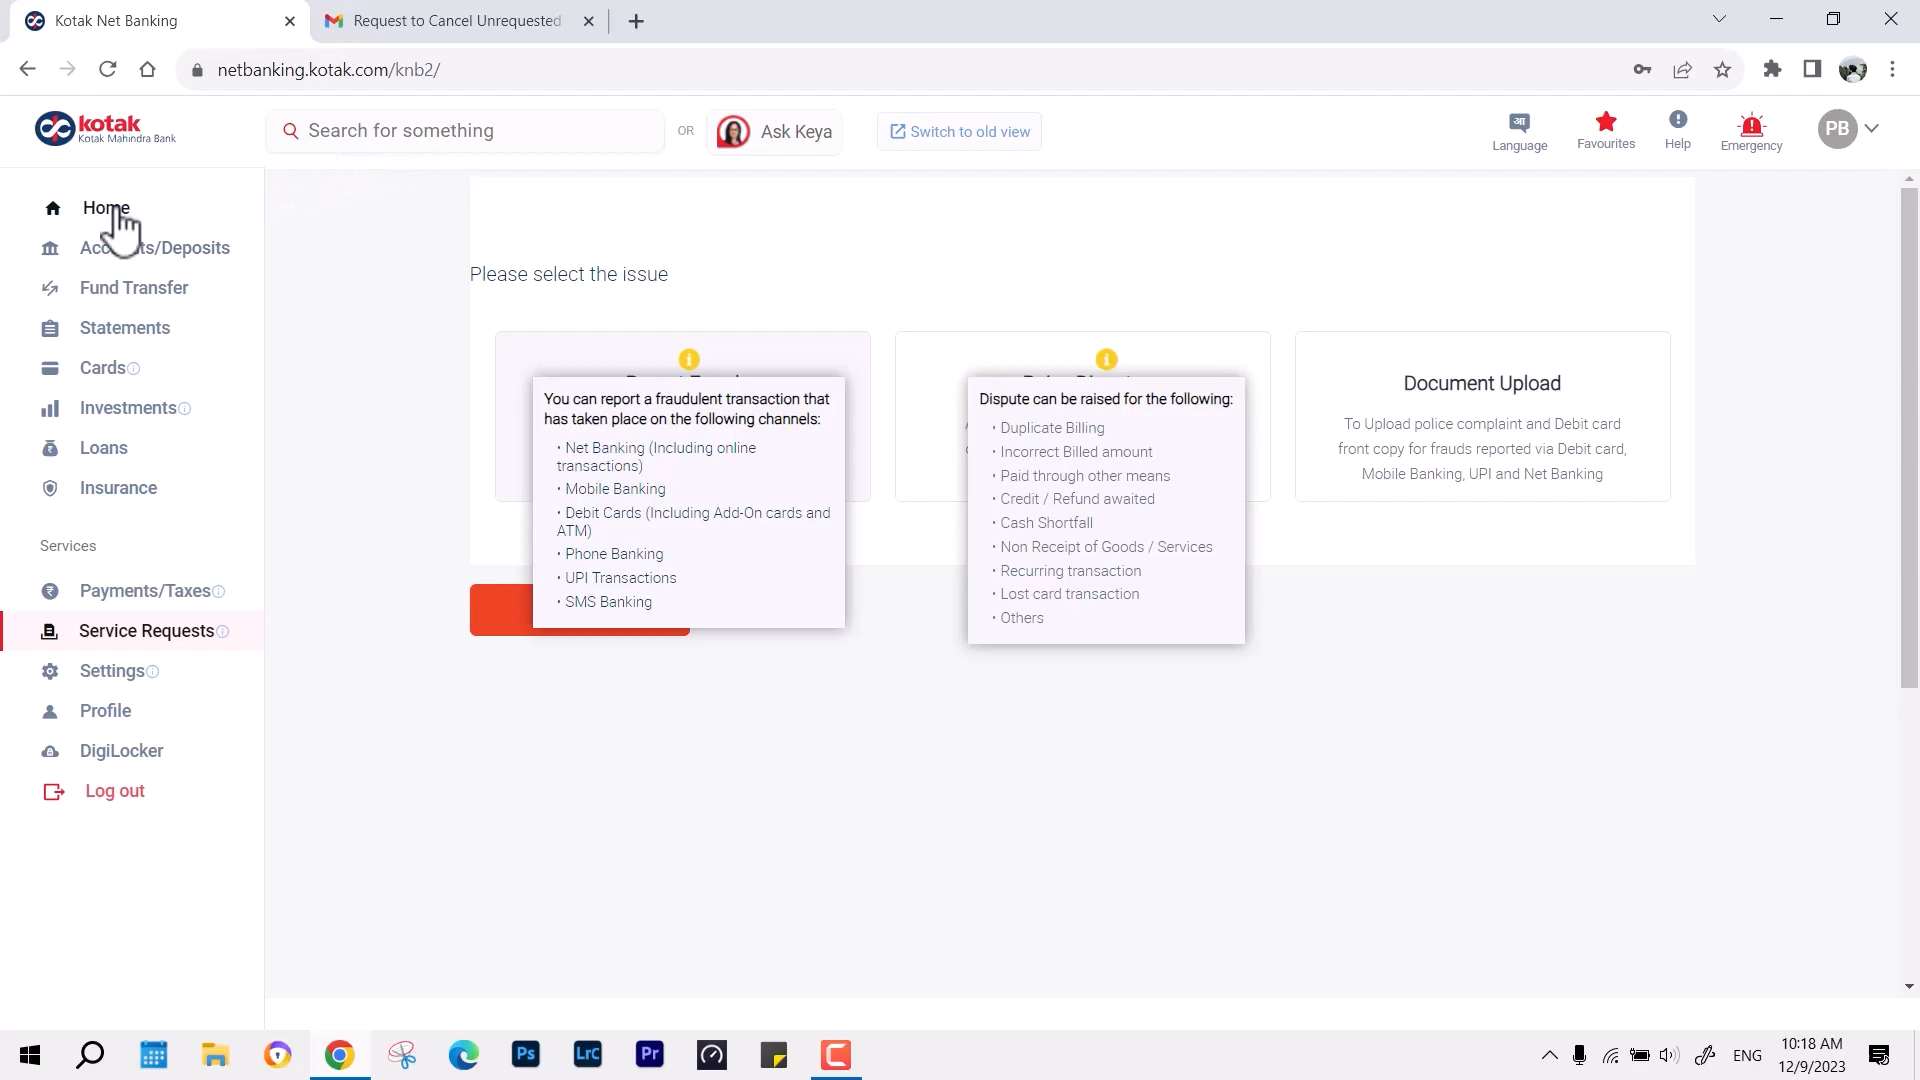 Kotak Net Banking
Request to Cancel Unrequested
netbanking.kotak.com/knb2/
kotak
Kotak Mahindra Bank
Search for something
OR
Ask Keya
Switch to old view
अ
Language
Favourites
Help
Emergency
PB
Home
Accounts/Deposits
Fund Transfer
Statements
Cards
Investments
Loans
Insurance
Services
Payments/Taxes
Service Requests
Settings
Profile
DigiLocker
Log out
Please select the issue
You can report a fraudulent transaction that
has taken place on the following channels:
· Net Banking (Including online
transactions)
· Mobile Banking
· Debit Cards (Including Add-On cards and
ATM)
· Phone Banking
· UPI Transactions
· SMS Banking
Dispute can be raised for the following:
· Duplicate Billing
· Incorrect Billed amount
· Paid through other means
· Credit / Refund awaited
· Cash Shortfall
· Non Receipt of Goods / Services
· Recurring transaction
· Lost card transaction
· Others
Document Upload
To Upload police complaint and Debit card
front copy for frauds reported via Debit card,
Mobile Banking, UPI and Net Banking
Ps
LrC
Pr
ENG
10:18 AM
12/9/2023